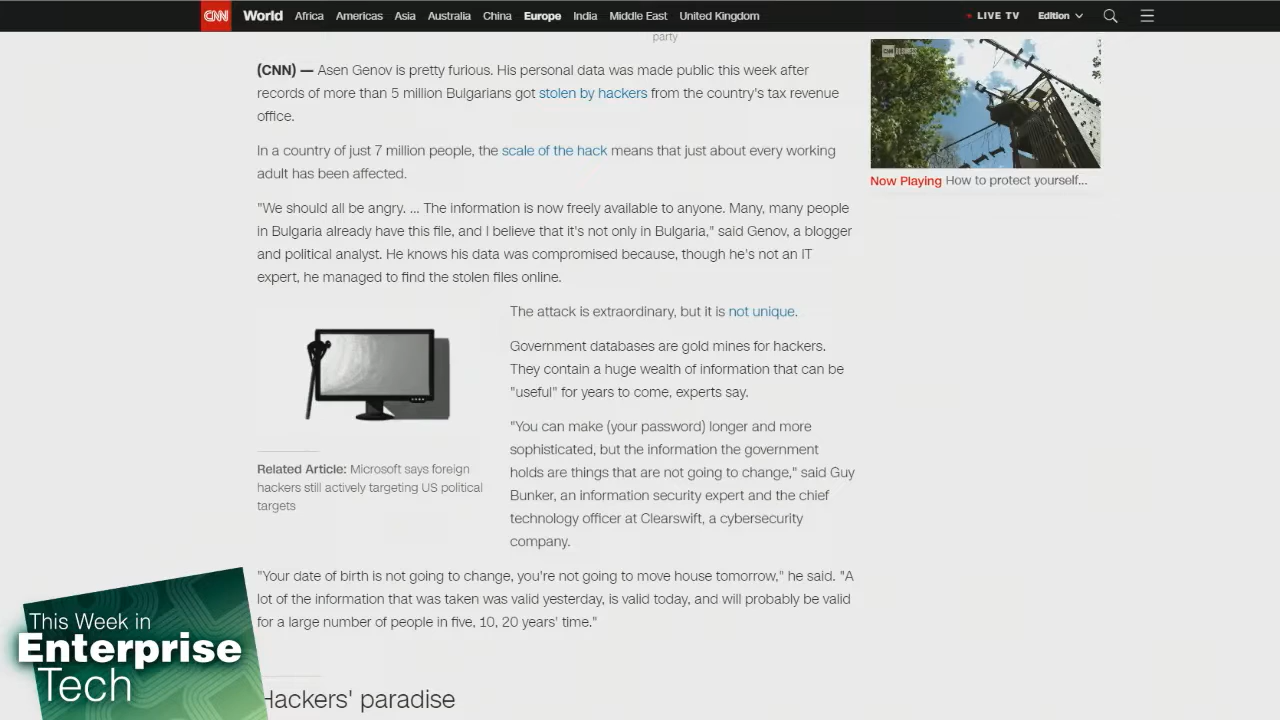 CNN World Africa Americas Asia Australia China Europe India Middle East United Kingdom LIVE TV Edition
party
(CNN) — Asen Genov is pretty furious. His personal data was made public this week after
records of more than 5 million Bulgarians got stolen by hackers from the country's tax revenue
office.
In a country of just 7 million people, the scale of the hack means that just about every working
adult has been affected.
"We should all be angry. ... The information is now freely available to anyone. Many, many people
in Bulgaria already have this file, and I believe that it's not only in Bulgaria," said Genov, a blogger
and political analyst. He knows his data was compromised because, though he's not an IT
expert, he managed to find the stolen files online.
The attack is extraordinary, but it is not unique.
Government databases are gold mines for hackers.
They contain a huge wealth of information that can be
"useful" for years to come, experts say.
"You can make (your password) longer and more
sophisticated, but the information the government
holds are things that are not going to change," said Guy
Bunker, an information security expert and the chief
technology officer at Clearswift, a cybersecurity
company.
Related Article: Microsoft says foreign
hackers still actively targeting US political
targets
"Your date of birth is not going to change, you're not going to move house tomorrow," he said. "A
lot of the information that was taken was valid yesterday, is valid today, and will probably be valid
for a large number of people in five, 10, 20 years' time."
Hackers' paradise
CNN BUSINESS
Now Playing How to protect yourself...
This Week in
Enterprise
Tech